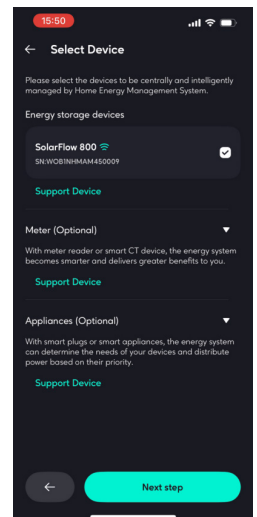 15:50
Select Device
Please select the devices to be centrally and intelligently
managed by Home Energy Management System.
Energy storage devices
SolarFlow 800
SN:WOB1NHMAM450009
Support Device
Meter (Optional)
With meter reader or smart CT device, the energy system
becomes smarter and delivers greater benefits to you.
Support Device
Appliances (Optional)
With smart plugs or smart appliances, the energy system
can determine the needs of your devices and distribute
power based on their priority.
Support Device
Next step